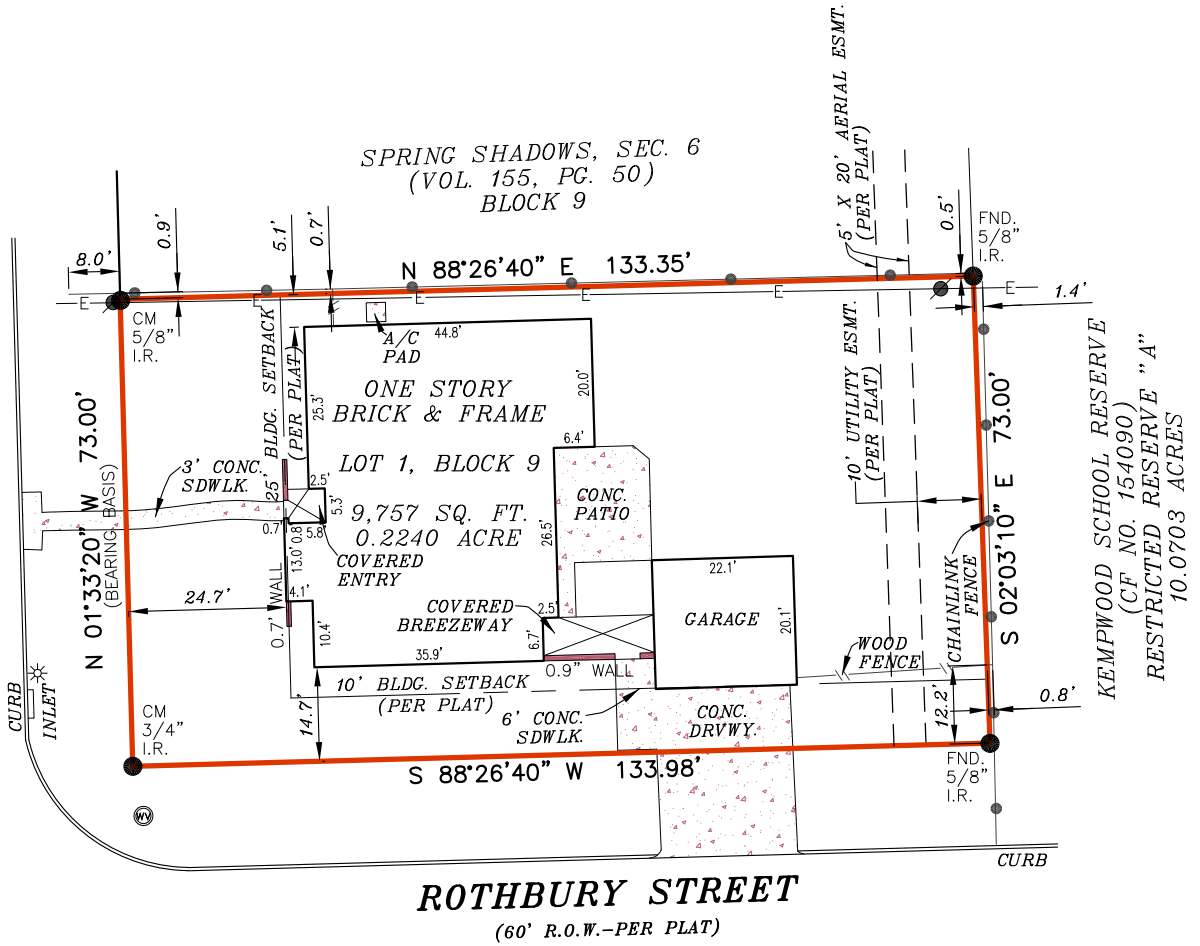 SPRING SHADOWS, SEC. 6
(VOL. 155, PG. 50)
BLOCK 9
5' X 20' AERIAL ESMT.
(PER PLAT)
8.0'
0.9'
5.1'
0.7'
0.5'
FND.
5/8"
I.R.
N 88°26'40" E 133.35'
E
E
E
E
E
E
1.4'
CM
5/8"
I.R.
25' BLDG. SETBACK
(PER PLAT)
A/C
PAD
44.8'
20.0'
25.3'
6.4'
ONE STORY
BRICK & FRAME
LOT 1, BLOCK 9
9,757 SQ. FT.
0.2240 ACRE
10' UTILITY ESMT.
(PER PLAT)
N 01°33'20" W 73.00'
(BEARING BASIS)
3' CONC.
SDWLK.
2.5'
5.3'
5.8'
0.7'
0.8'
13.0'
4.1'
COVERED
ENTRY
CONC.
PATIO
26.5'
24.7'
0.7' WALL
10.4'
35.9'
COVERED
BREEZEWAY
2.5'
6.7'
0.9" WALL
22.1'
GARAGE
20.1'
WOOD
FENCE
CHAINLINK
FENCE
S 02°03'10" E 73.00'
KEMPWOOD SCHOOL RESERVE
(CF NO. 154090)
RESTRICTED RESERVE "A"
10.0703 ACRES
10' BLDG. SETBACK
(PER PLAT)
14.7'
6' CONC.
SDWLK.
CONC.
DRVWY.
12.2'
0.8'
CURB
INLET
CM
3/4"
I.R.
S 88°26'40" W 133.98'
FND.
5/8"
I.R.
WV
CURB
ROTHBURY STREET
(60' R.O.W.-PER PLAT)